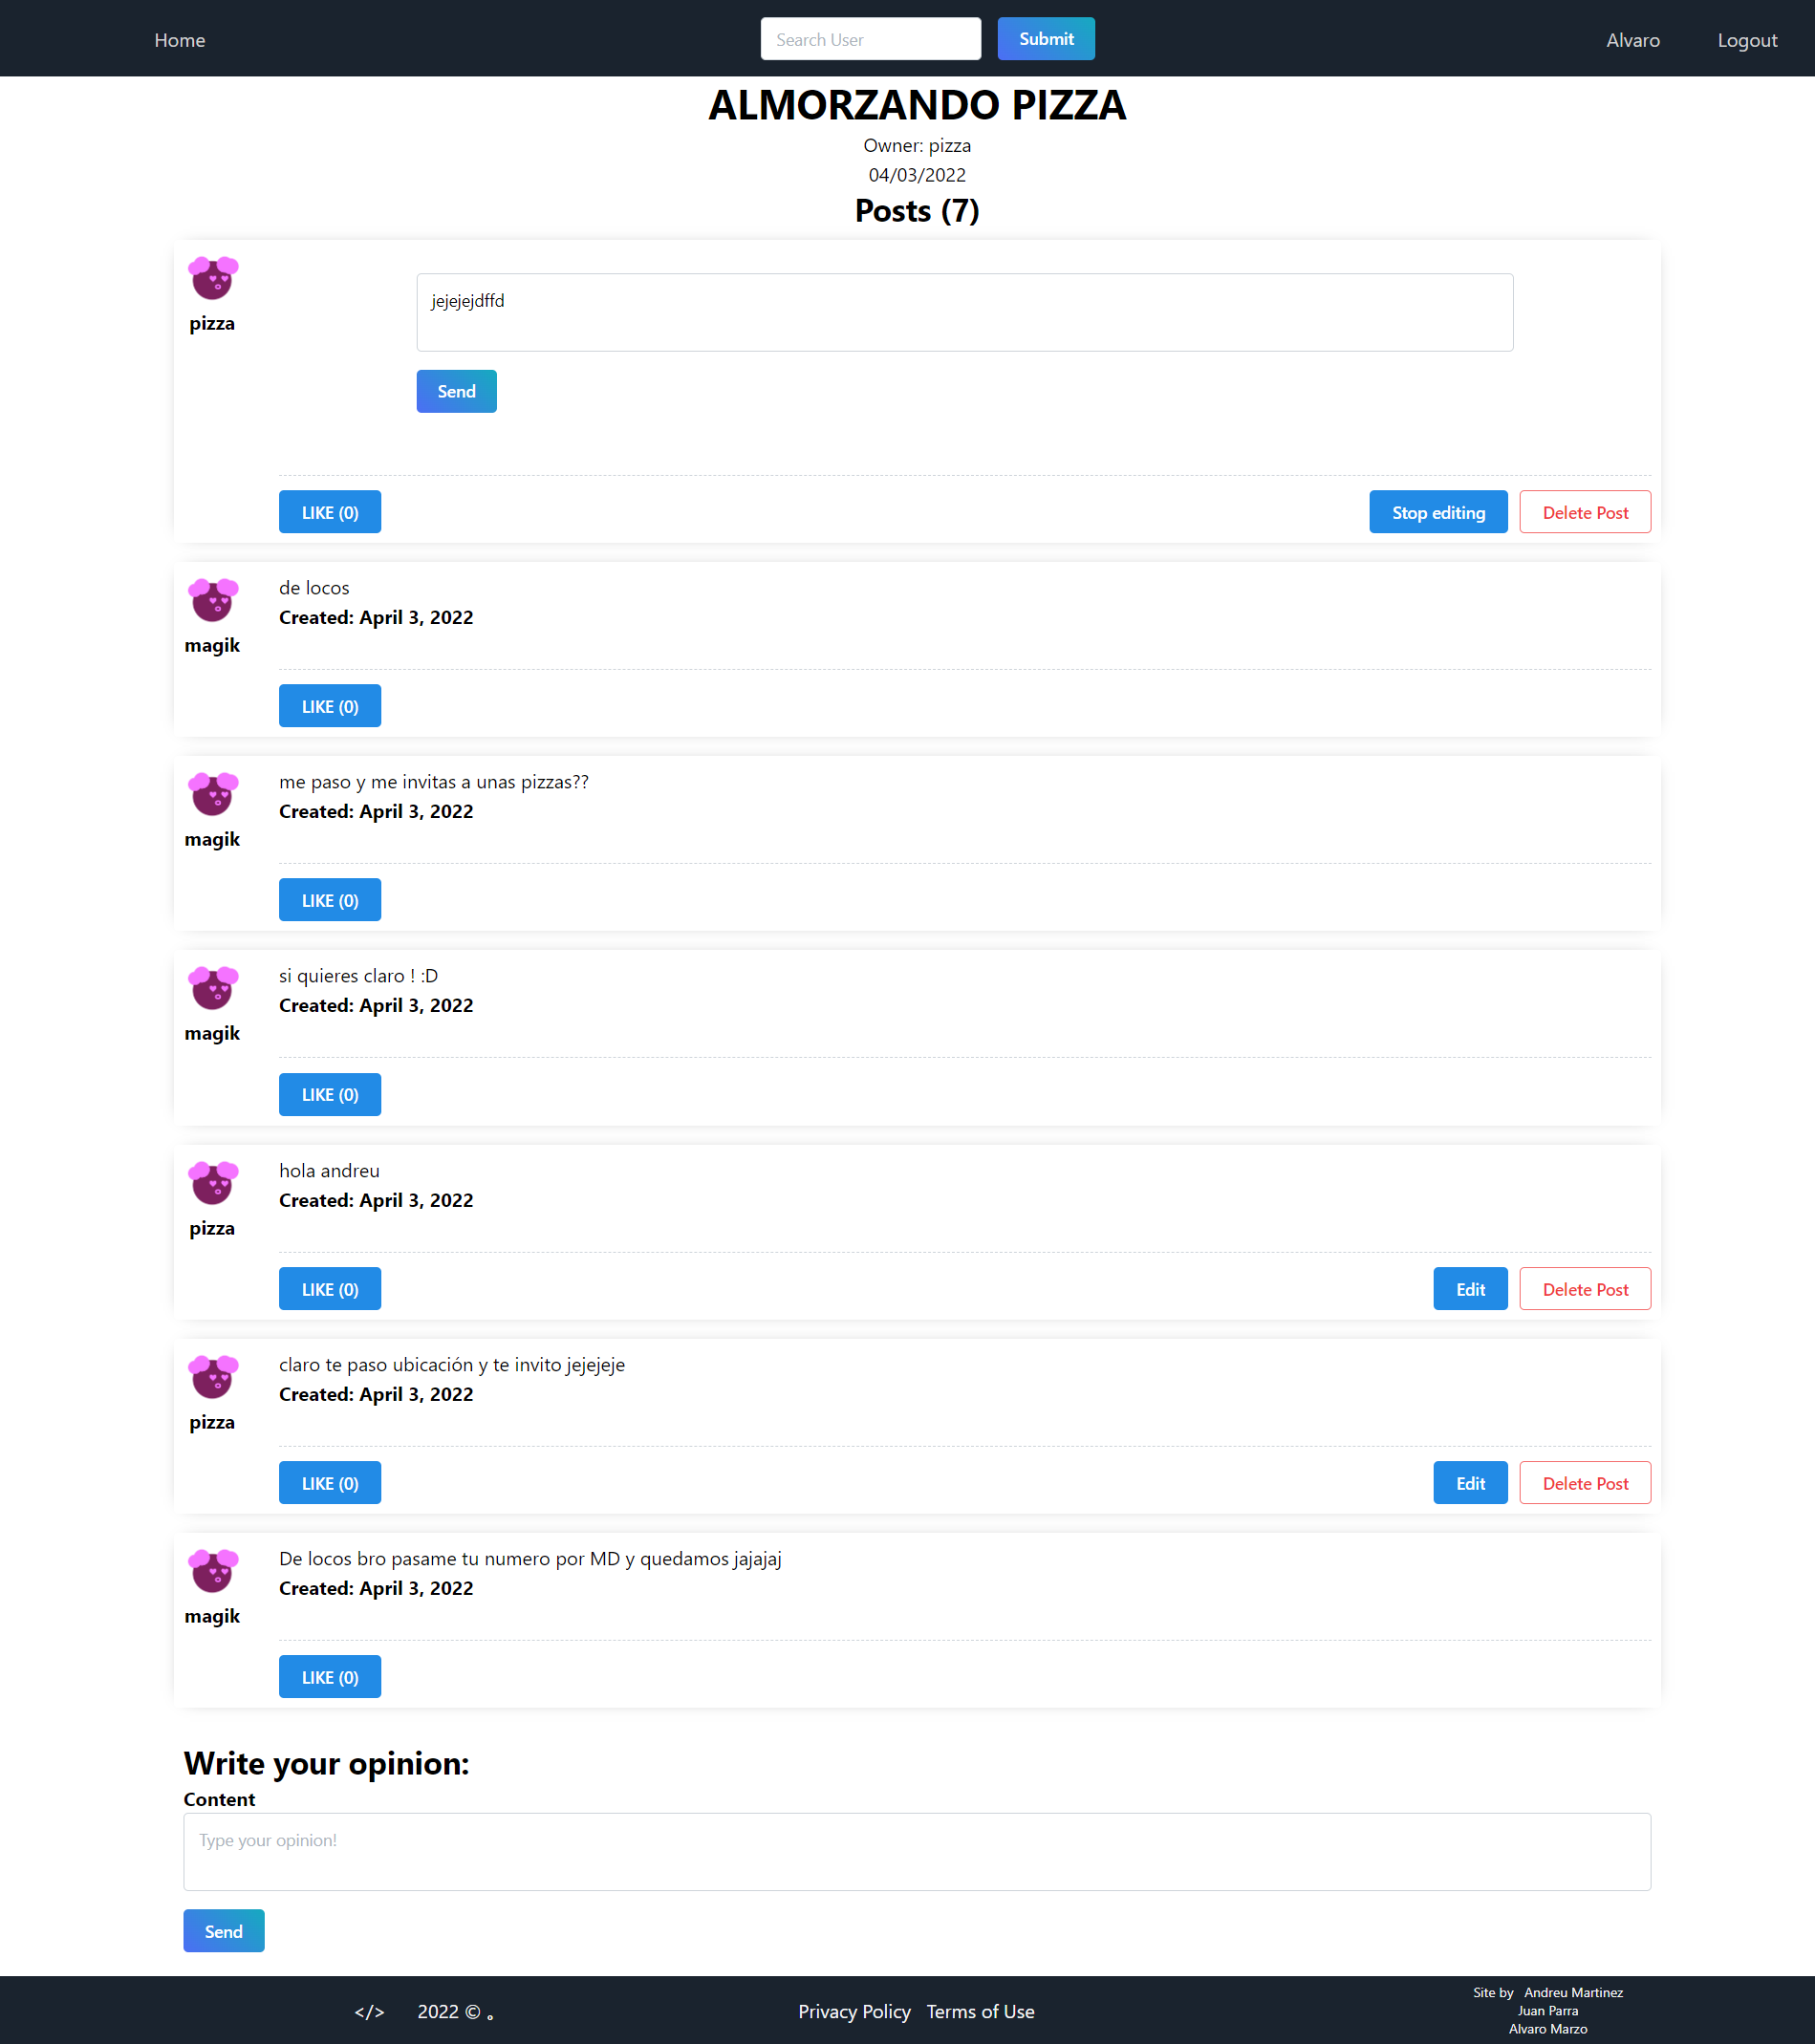 Home
Search User
Submit
Alvaro
Logout
ALMORZANDO PIZZA
Owner: pizza
04/03/2022
Posts (7)
pizza
jejejejdffd
Send
LIKE (0)
Stop editing
Delete Post
magik
de locos
Created: April 3, 2022
LIKE (0)
magik
me paso y me invitas a unas pizzas??
Created: April 3, 2022
LIKE (0)
magik
si quieres claro ! :D
Created: April 3, 2022
LIKE (0)
pizza
hola andreu
Created: April 3, 2022
LIKE (0)
Edit
Delete Post
pizza
claro te paso ubicación y te invito jejejeje
Created: April 3, 2022
LIKE (0)
Edit
Delete Post
magik
De locos bro pasame tu numero por MD y quedamos jajajaj
Created: April 3, 2022
LIKE (0)
Write your opinion:
Content
Type your opinion!
Send
</> 2022 © 。
Privacy Policy Terms of Use
Site by Andreu Martinez
Juan Parra
Alvaro Marzo